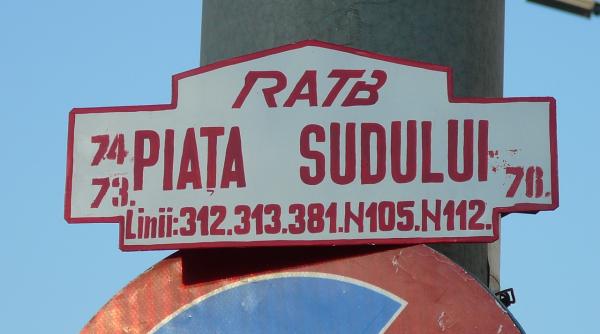 RATB
74 PIAȚA SUDULUI
73. 76.
Linii:312.313.381.N105.N112.